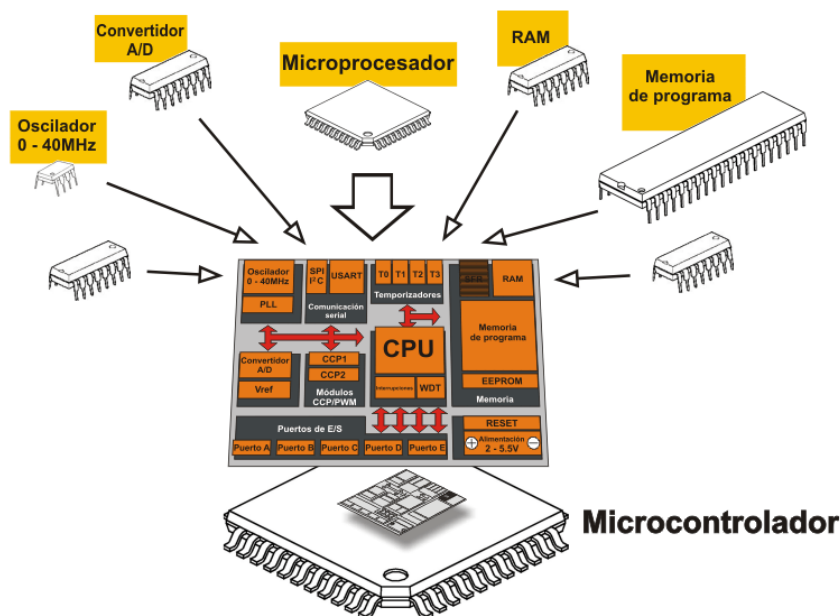 Convertidor
A/D
Microprocesador
RAM
Memoria
de programa
Oscilador
0 - 40MHz
Oscilador
0 - 40MHz
PLL
SPI
I²C
USART
Comunicación
serial
T0
T1
T2
T3
Temporizadores
SFR
RAM
Memoria
de programa
EEPROM
Memoria
Convertidor
A/D
Vref
CCP1
CCP2
Módulos
CCP/PWM
CPU
Interrupciones
WDT
Puertos de E/S
Puerto A
Puerto B
Puerto C
Puerto D
Puerto E
RESET
Alimentación
2 - 5.5V
Microcontrolador